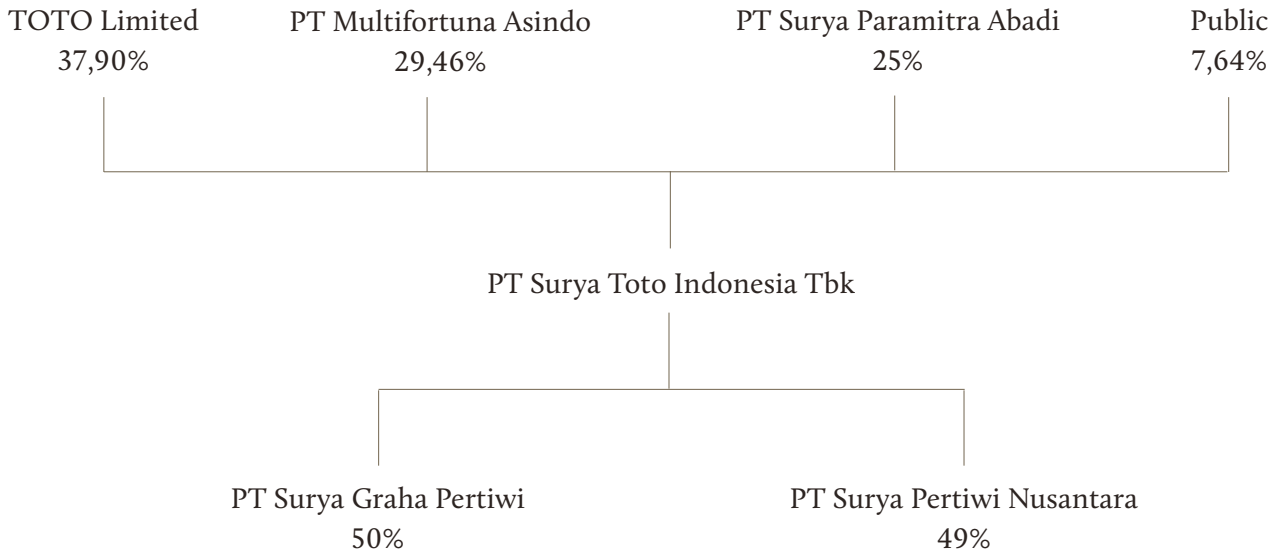 TOTO Limited
37,90%
PT Multifortuna Asindo
29,46%
PT Surya Paramitra Abadi
25%
Public
7,64%
PT Surya Toto Indonesia Tbk
PT Surya Graha Pertiwi
50%
PT Surya Pertiwi Nusantara
49%